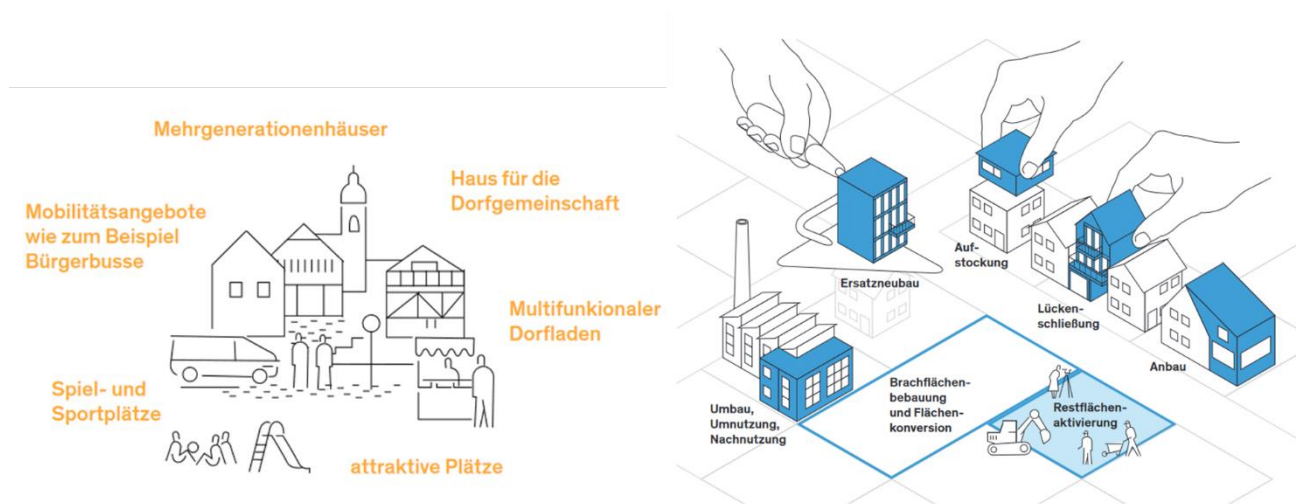 Mehrgenerationenhäuser
Haus für die
Dorfgemeinschaft
Mobilitätsangebote
wie zum Beispiel
Bürgerbusse
Multifunkionaler
Dorfladen
Spiel- und
Sportplätze
attraktive Plätze
Auf-
stockung
Ersatzneubau
Lücken-
schließung
Anbau
Umbau,
Umnutzung,
Nachnutzung
Brachflächen-
bebauung
und Flächen-
konversion
Restflächen-
aktivierung